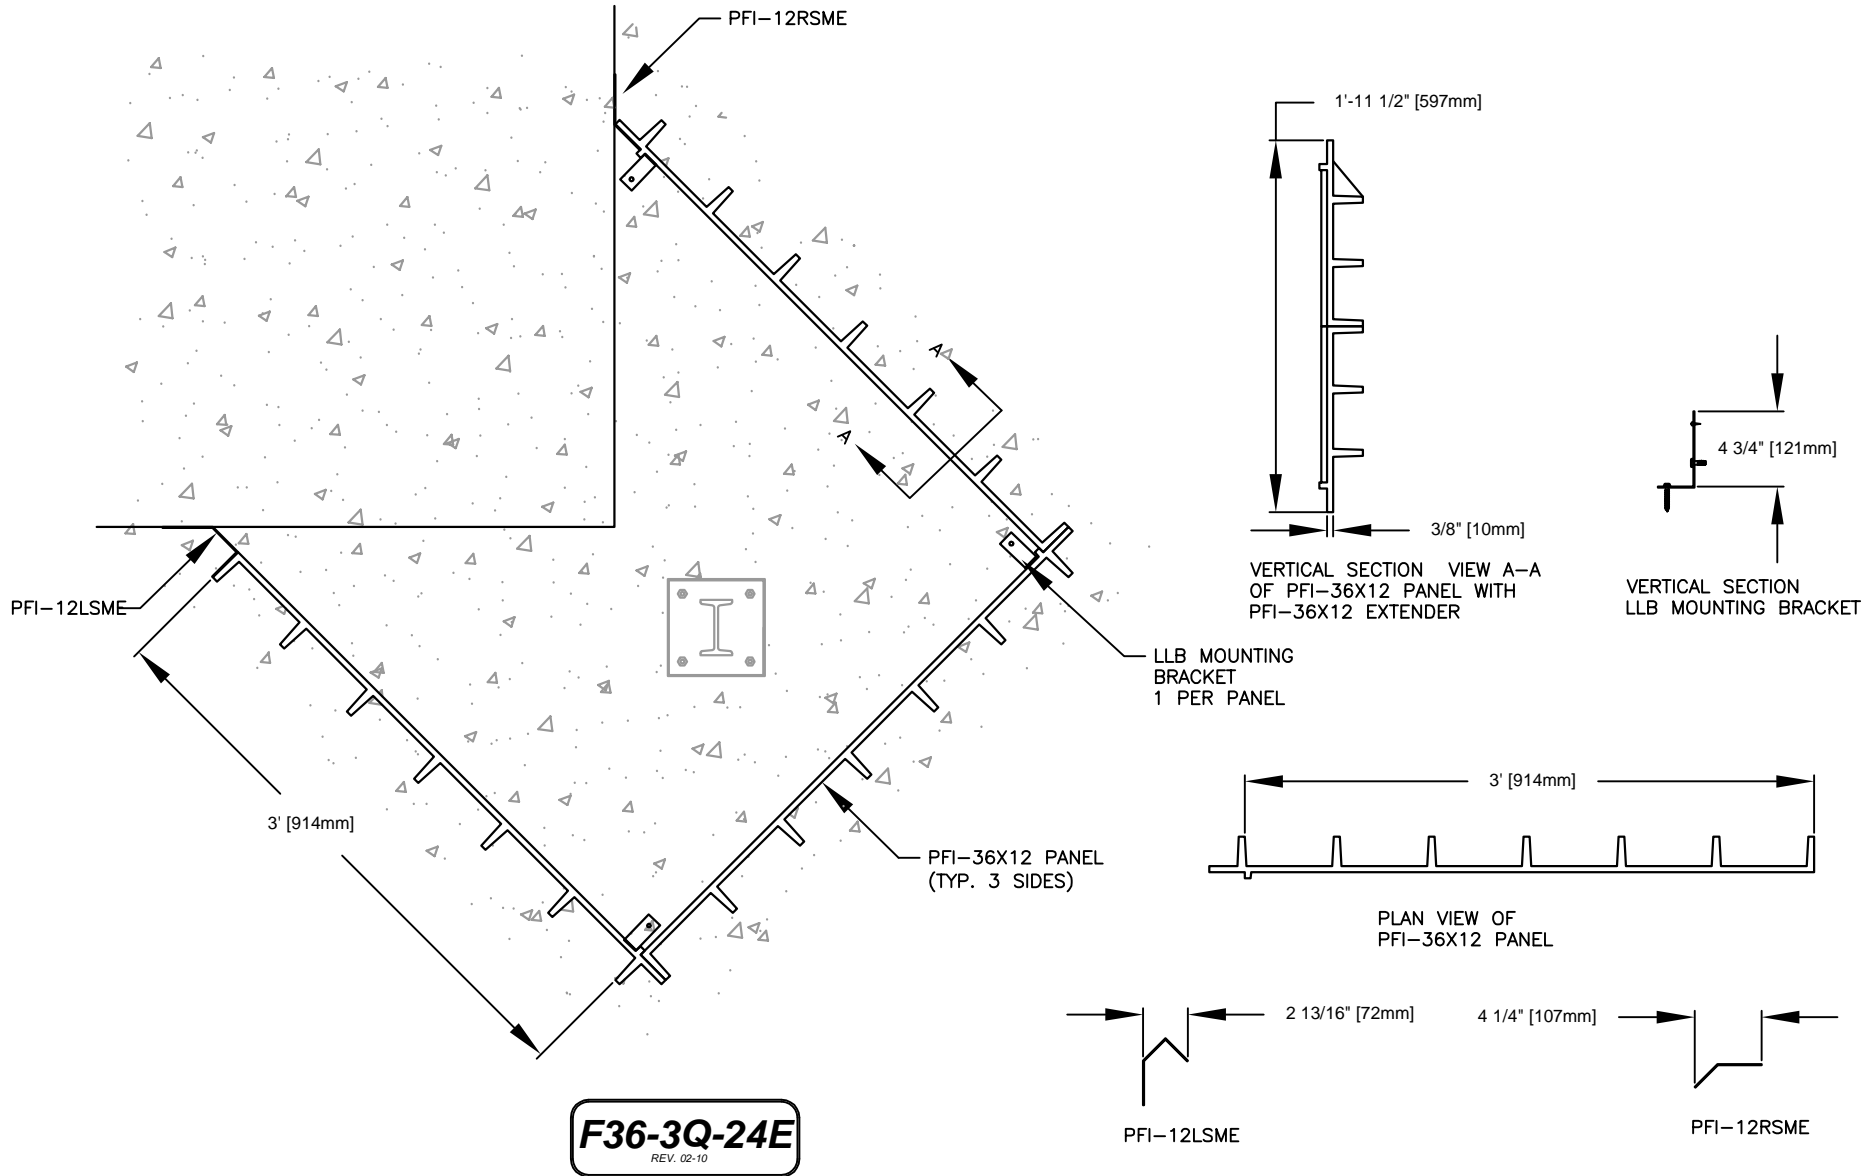 PFI-12RSME
1'-11 1/2" [597mm]
A
A
4 3/4" [121mm]
3/8" [10mm]
VERTICAL SECTION VIEW A-A
OF PFI-36X12 PANEL WITH
PFI-36X12 EXTENDER
VERTICAL SECTION
LLB MOUNTING BRACKET
PFI-12LSME
LLB MOUNTING
BRACKET
1 PER PANEL
3' [914mm]
3' [914mm]
PFI-36X12 PANEL
(TYP. 3 SIDES)
PLAN VIEW OF
PFI-36X12 PANEL
2 13/16" [72mm]
4 1/4" [107mm]
PFI-12LSME
PFI-12RSME
F36-3Q-24E
REV. 02-10